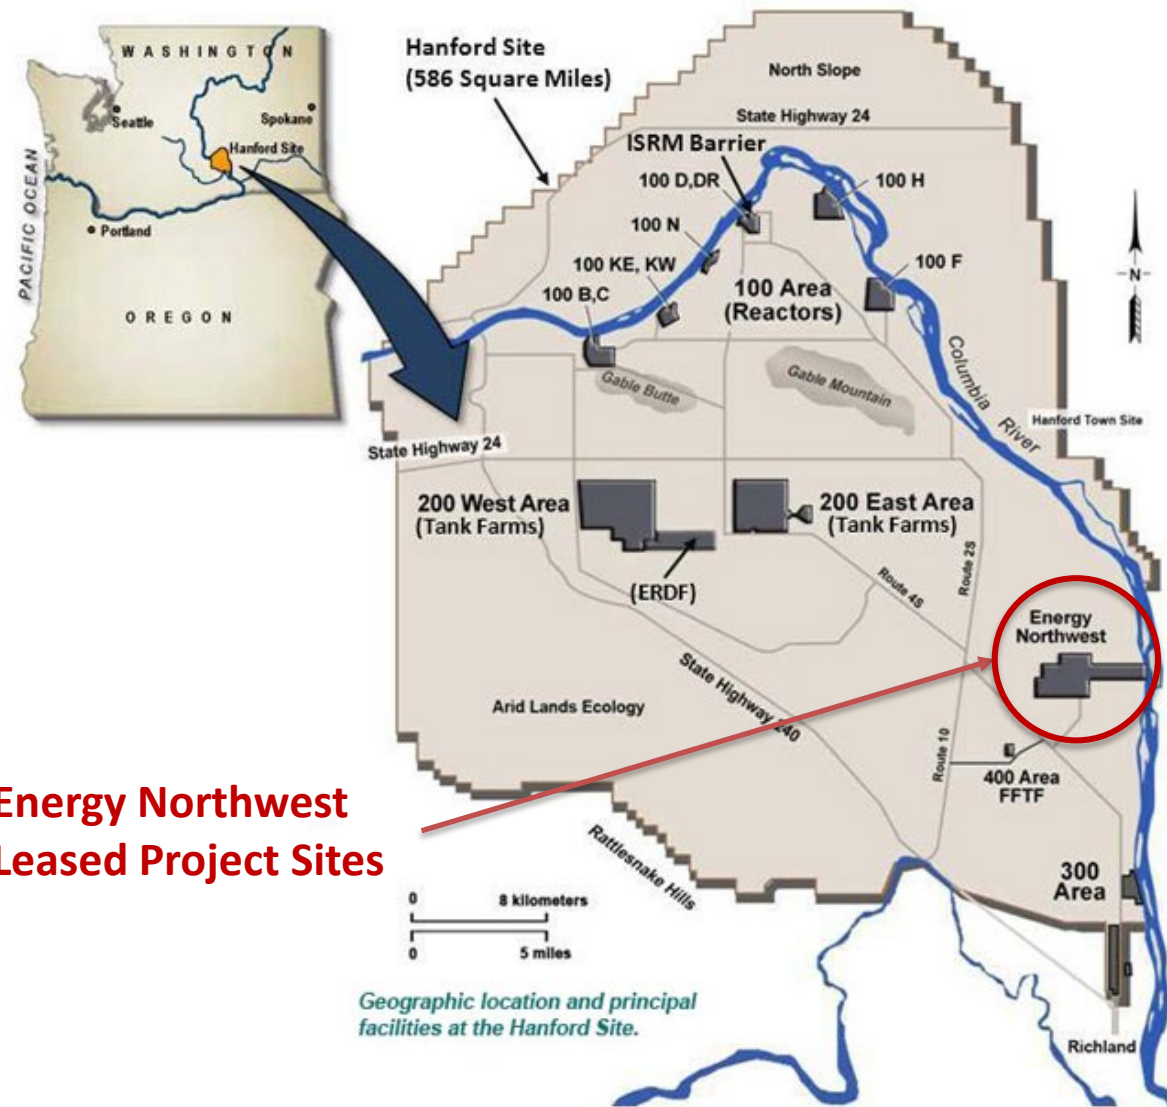 WASHINGTON
Seattle
Spokane
Hanford Site
PACIFIC OCEAN
Portland
OREGON
Hanford Site
(586 Square Miles)
North Slope
State Highway 24
ISRM Barrier
100 D,DR
100 H
100 N
100 KE, KW
100 F
100 B,C
100 Area
(Reactors)
N
Gable Butte
Gable Mountain
Columbia
River
Hanford Town Site
State Highway 24
200 West Area
(Tank Farms)
200 East Area
(Tank Farms)
(ERDF)
Route 4S
Route 2S
Energy
Northwest
State Highway 240
Arid Lands Ecology
Route 10
400 Area
FFTF
Energy Northwest
Leased Project Sites
Rattlesnake Hills
300
Area
0 8 kilometers
0 5 miles
Geographic location and principal
facilities at the Hanford Site.
Richland